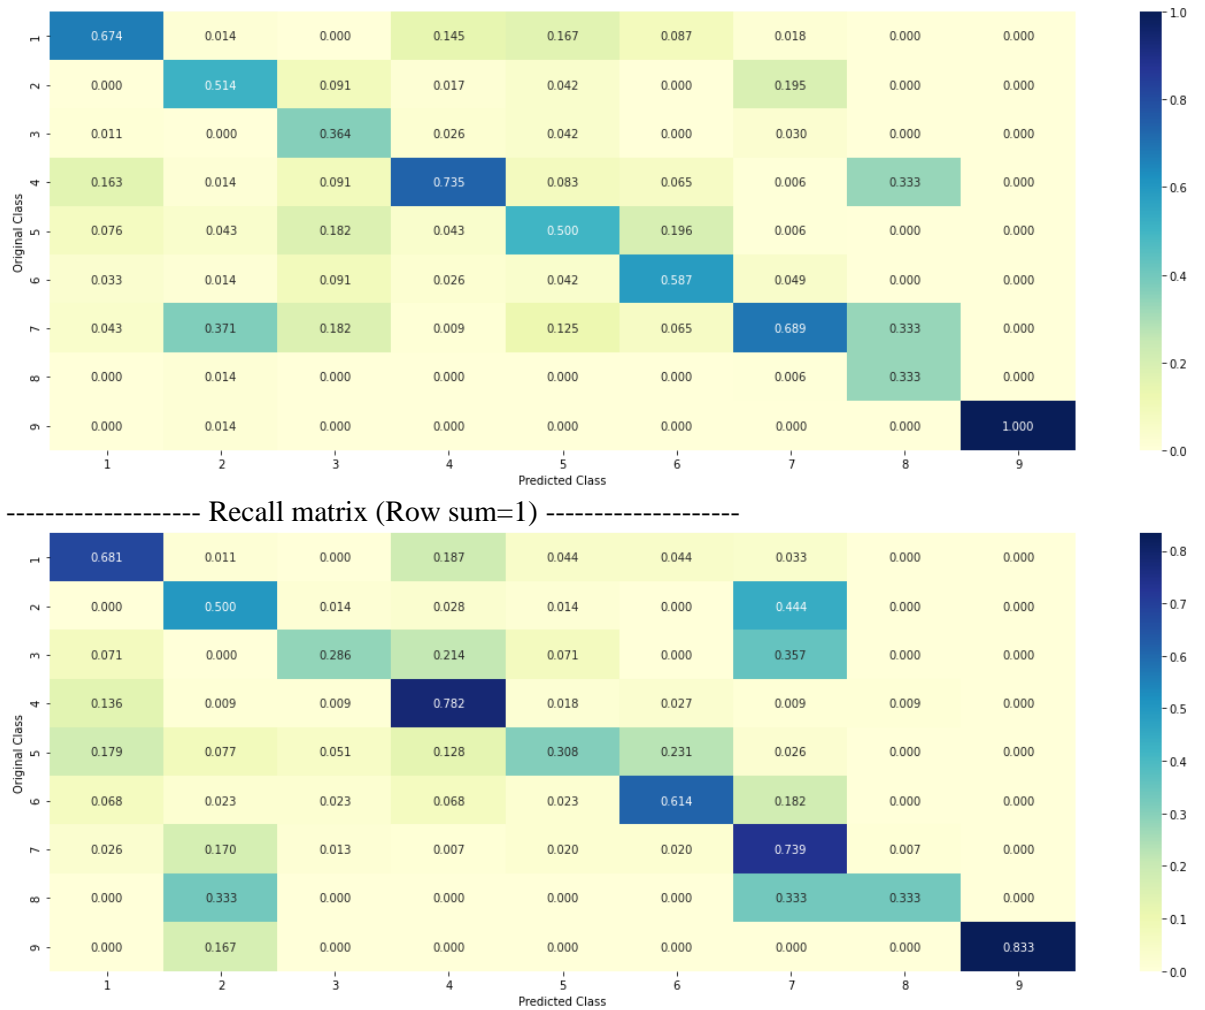 1 0.674 0.014 0.000 0.145 0.167 0.087 0.018 0.000 0.000
2 0.000 0.514 0.091 0.017 0.042 0.000 0.195 0.000 0.000
3 0.011 0.000 0.364 0.026 0.042 0.000 0.030 0.000 0.000
4 0.163 0.014 0.091 0.735 0.083 0.065 0.006 0.333 0.000
5 0.076 0.043 0.182 0.043 0.500 0.196 0.006 0.000 0.000
6 0.033 0.014 0.091 0.026 0.042 0.587 0.049 0.000 0.000
7 0.043 0.371 0.182 0.009 0.125 0.065 0.689 0.333 0.000
8 0.000 0.014 0.000 0.000 0.000 0.000 0.006 0.333 0.000
9 0.000 0.014 0.000 0.000 0.000 0.000 0.000 0.000 1.000
Original Class
1 2 3 4 5 6 7 8 9
Predicted Class
1.0
0.8
0.6
0.4
0.2
0.0
-------------------- Recall matrix (Row sum=1) --------------------
1 0.681 0.011 0.000 0.187 0.044 0.044 0.033 0.000 0.000
2 0.000 0.500 0.014 0.028 0.014 0.000 0.444 0.000 0.000
3 0.071 0.000 0.286 0.214 0.071 0.000 0.357 0.000 0.000
4 0.136 0.009 0.009 0.782 0.018 0.027 0.009 0.009 0.000
5 0.179 0.077 0.051 0.128 0.308 0.231 0.026 0.000 0.000
6 0.068 0.023 0.023 0.068 0.023 0.614 0.182 0.000 0.000
7 0.026 0.170 0.013 0.007 0.020 0.020 0.739 0.007 0.000
8 0.000 0.333 0.000 0.000 0.000 0.000 0.333 0.333 0.000
9 0.000 0.167 0.000 0.000 0.000 0.000 0.000 0.000 0.833
Original Class
1 2 3 4 5 6 7 8 9
Predicted Class
0.8
0.7
0.6
0.5
0.4
0.3
0.2
0.1
0.0